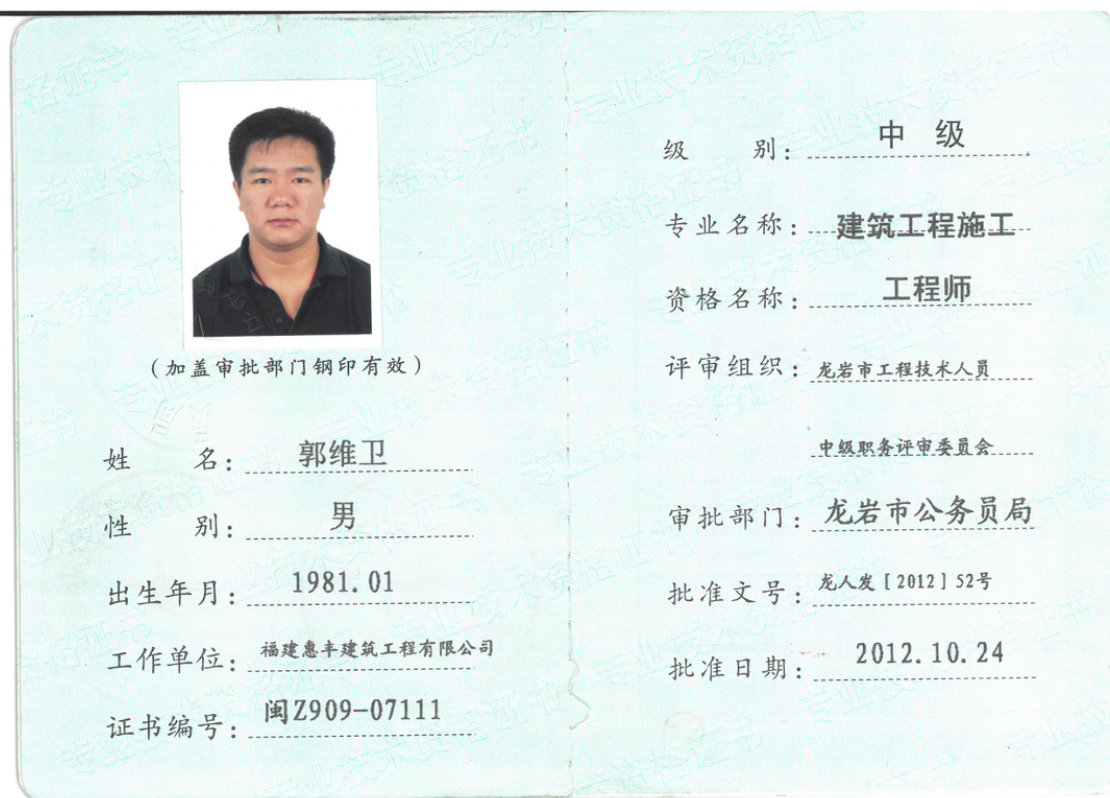 (加盖审批部门钢印有效)
姓 名: 郭维卫
性 别: 男
出生年月: 1981.01
工作单位: 福建惠丰建筑工程有限公司
证书编号: 闽Z909-07111
级 别: 中 级
专业名称: 建筑工程施工
资格名称: 工程师
评审组织: 龙岩市工程技术人员
中级职务评审委员会
审批部门: 龙岩市公务员局
批准文号: 龙人发[2012]52号
批准日期: 2012.10.24